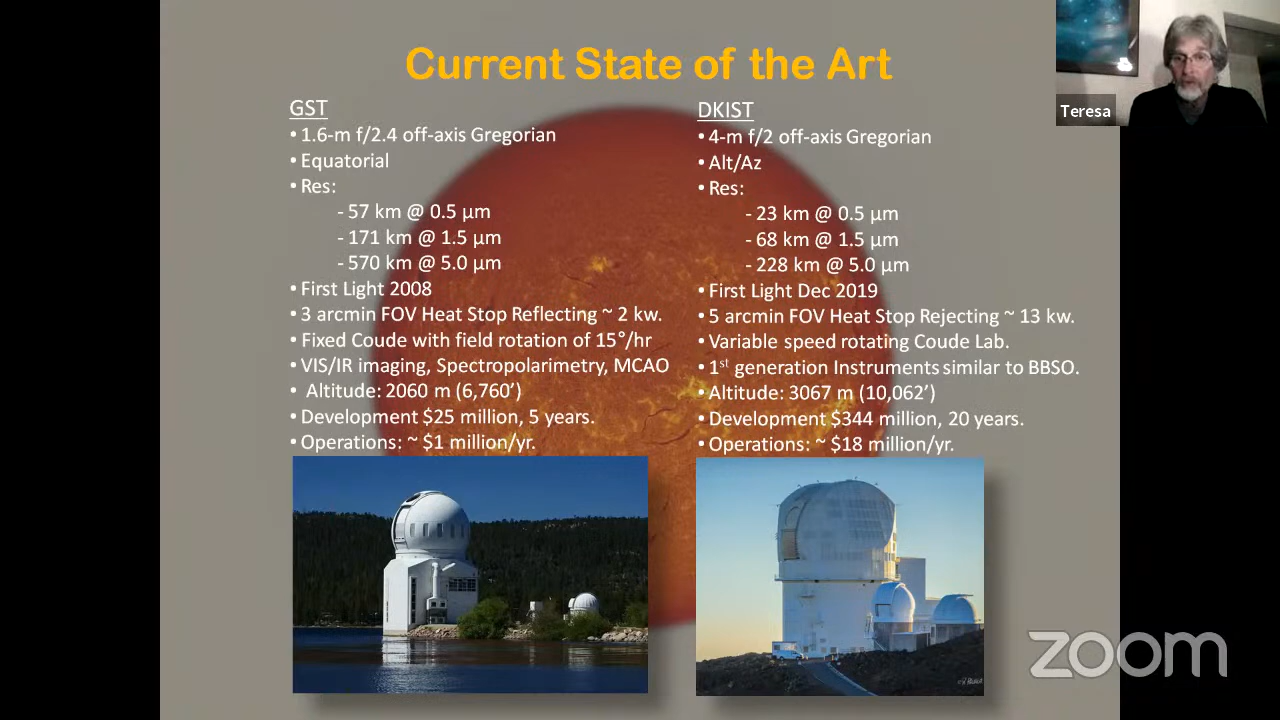 Current State of the Art
GST
• 1.6-m f/2.4 off-axis Gregorian
• Equatorial
• Res:
- 57 km @ 0.5 µm
- 171 km @ 1.5 µm
- 570 km @ 5.0 µm
• First Light 2008
• 3 arcmin FOV Heat Stop Reflecting ~ 2 kw.
• Fixed Coude with field rotation of 15°/hr
• VIS/IR imaging, Spectropolarimetry, MCAO
• Altitude: 2060 m (6,760’)
• Development $25 million, 5 years.
• Operations: ~ $1 million/yr.
DKIST
• 4-m f/2 off-axis Gregorian
• Alt/Az
• Res:
- 23 km @ 0.5 µm
- 68 km @ 1.5 µm
- 228 km @ 5.0 µm
• First Light Dec 2019
• 5 arcmin FOV Heat Stop Rejecting ~ 13 kw.
• Variable speed rotating Coude Lab.
• 1st generation Instruments similar to BBSO.
• Altitude: 3067 m (10,062’)
• Development $344 million, 20 years.
• Operations: ~ $18 million/yr.
Teresa
zoom